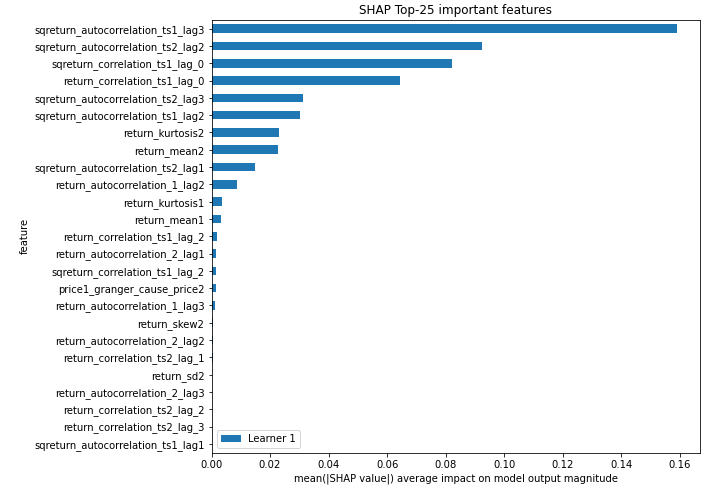 SHAP Top-25 important features
sqreturn_autocorrelation_ts1_lag3
sqreturn_autocorrelation_ts2_lag2
sqreturn_correlation_ts1_lag_0
return_correlation_ts1_lag_0
sqreturn_autocorrelation_ts2_lag3
sqreturn_autocorrelation_ts1_lag2
return_kurtosis2
return_mean2
sqreturn_autocorrelation_ts2_lag1
return_autocorrelation_1_lag2
return_kurtosis1
return_mean1
return_correlation_ts1_lag_2
return_autocorrelation_2_lag1
sqreturn_correlation_ts1_lag_2
price1_granger_cause_price2
return_autocorrelation_1_lag3
return_skew2
return_autocorrelation_2_lag2
return_correlation_ts2_lag_1
return_sd2
return_autocorrelation_2_lag3
return_correlation_ts2_lag_2
return_correlation_ts2_lag_3
sqreturn_autocorrelation_ts1_lag1
feature
Learner 1
0.00 0.02 0.04 0.06 0.08 0.10 0.12 0.14 0.16
mean(|SHAP value|) average impact on model output magnitude